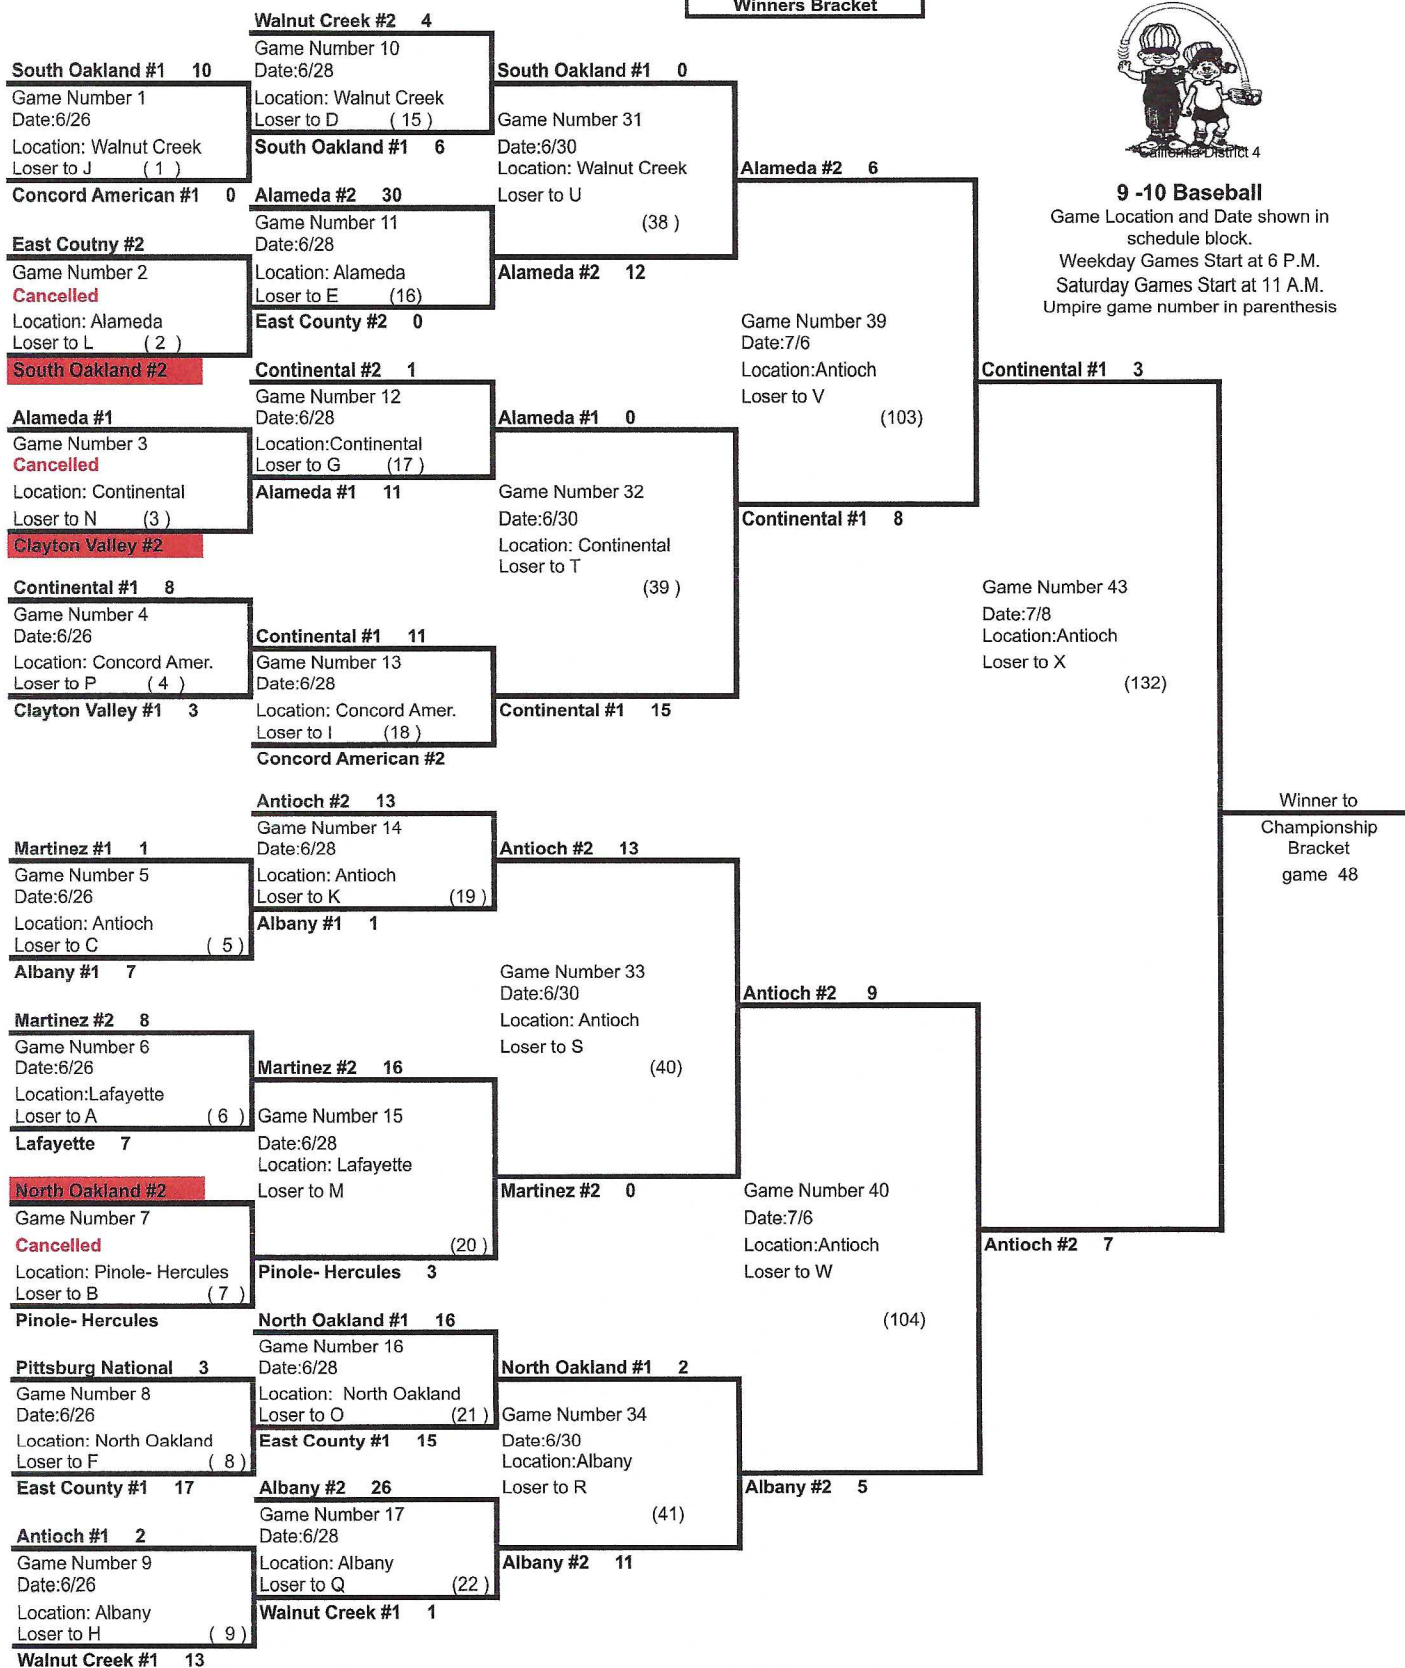 Winners Bracket
California District 4
9 -10 Baseball
Game Location and Date shown in
schedule block.
Weekday Games Start at 6 P.M.
Saturday Games Start at 11 A.M.
Umpire game number in parenthesis
South Oakland #1 10
Game Number 1
Date:6/26
Location: Walnut Creek
Loser to J ( 1 )
Concord American #1 0
East Coutny #2
Game Number 2
Cancelled
Location: Alameda
Loser to L ( 2 )
South Oakland #2
Alameda #1
Game Number 3
Cancelled
Location: Continental
Loser to N (3 )
Clayton Valley #2
Continental #1 8
Game Number 4
Date:6/26
Location: Concord Amer.
Loser to P ( 4 )
Clayton Valley #1 3
Martinez #1 1
Game Number 5
Date:6/26
Location: Antioch
Loser to C ( 5 )
Albany #1 7
Martinez #2 8
Game Number 6
Date:6/26
Location:Lafayette
Loser to A ( 6 )
Lafayette 7
North Oakland #2
Game Number 7
Cancelled
Location: Pinole- Hercules
Loser to B ( 7 )
Pinole- Hercules
Pittsburg National 3
Game Number 8
Date:6/26
Location: North Oakland
Loser to F ( 8 )
East County #1 17
Antioch #1 2
Game Number 9
Date:6/26
Location: Albany
Loser to H ( 9 )
Walnut Creek #1 13
Walnut Creek #2 4
Game Number 10
Date:6/28
Location: Walnut Creek
Loser to D ( 15 )
South Oakland #1 6
Alameda #2 30
Game Number 11
Date:6/28
Location: Alameda
Loser to E (16)
East County #2 0
Continental #2 1
Game Number 12
Date:6/28
Location:Continental
Loser to G (17 )
Alameda #1 11
Continental #1 11
Game Number 13
Date:6/28
Location: Concord Amer.
Loser to I (18 )
Concord American #2
Antioch #2 13
Game Number 14
Date:6/28
Location: Antioch
Loser to K (19 )
Albany #1 1
Martinez #2 16
Game Number 15
Date:6/28
Location: Lafayette
Loser to M
(20 )
Pinole- Hercules 3
North Oakland #1 16
Game Number 16
Date:6/28
Location: North Oakland
Loser to O (21 )
East County #1 15
Albany #2 26
Game Number 17
Date:6/28
Location: Albany
Loser to Q (22 )
Walnut Creek #1 1
South Oakland #1 0
Game Number 31
Date:6/30
Location: Walnut Creek
Loser to U
(38 )
Alameda #2 12
Alameda #1 0
Game Number 32
Date:6/30
Location: Continental
Loser to T
(39 )
Continental #1 15
Antioch #2 13
Game Number 33
Date:6/30
Location: Antioch
Loser to S
(40)
Martinez #2 0
North Oakland #1 2
Game Number 34
Date:6/30
Location:Albany
Loser to R
(41)
Albany #2 11
Alameda #2 6
Game Number 39
Date:7/6
Location:Antioch
Loser to V
(103)
Continental #1 8
Antioch #2 9
Game Number 40
Date:7/6
Location:Antioch
Loser to W
(104)
Albany #2 5
Continental #1 3
Game Number 43
Date:7/8
Location:Antioch
Loser to X
(132)
Antioch #2 7
Winner to
Championship
Bracket
game 48